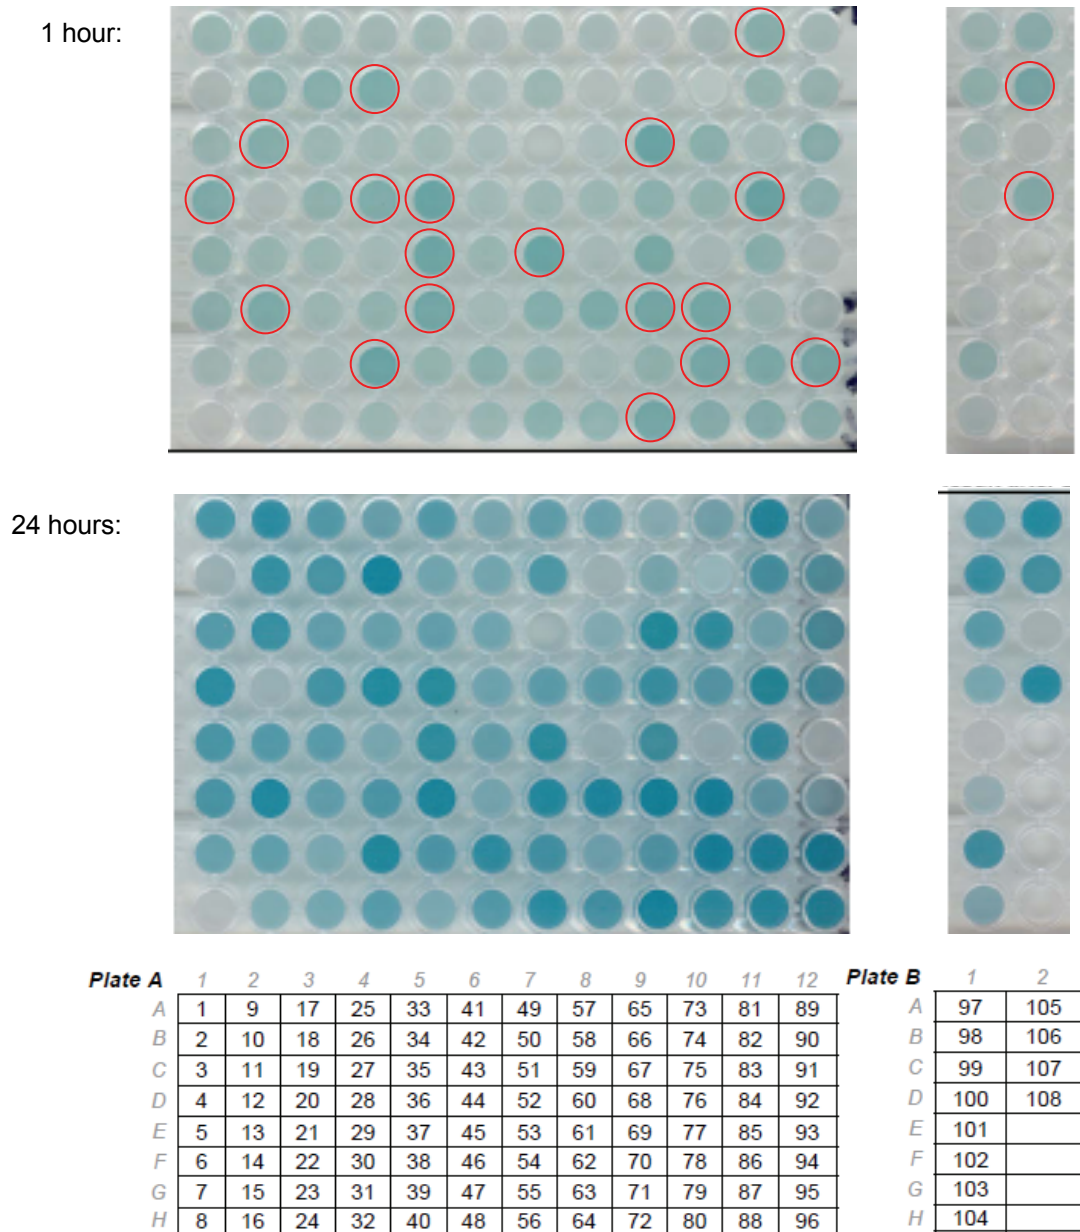 1 hour:
24 hours:
Plate A 1 2 3 4 5 6 7 8 9 10 11 12 Plate B 1 2
A 1 9 17 25 33 41 49 57 65 73 81 89 A 97 105
B 2 10 18 26 34 42 50 58 66 74 82 90 B 98 106
C 3 11 19 27 35 43 51 59 67 75 83 91 C 99 107
D 4 12 20 28 36 44 52 60 68 76 84 92 D 100 108
E 5 13 21 29 37 45 53 61 69 77 85 93 E 101
F 6 14 22 30 38 46 54 62 70 78 86 94 F 102
G 7 15 23 31 39 47 55 63 71 79 87 95 G 103
H 8 16 24 32 40 48 56 64 72 80 88 96 H 104